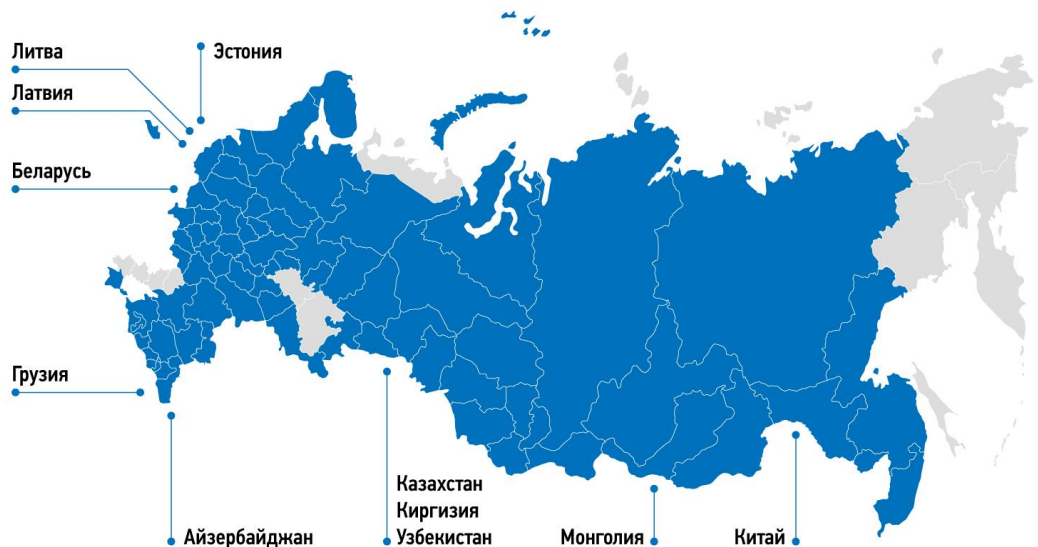 Литва
Эстония
Латвия
Беларусь
Грузия
Казахстан
Киргизия
Айзербайджан
Узбекистан
Монголия
Китай